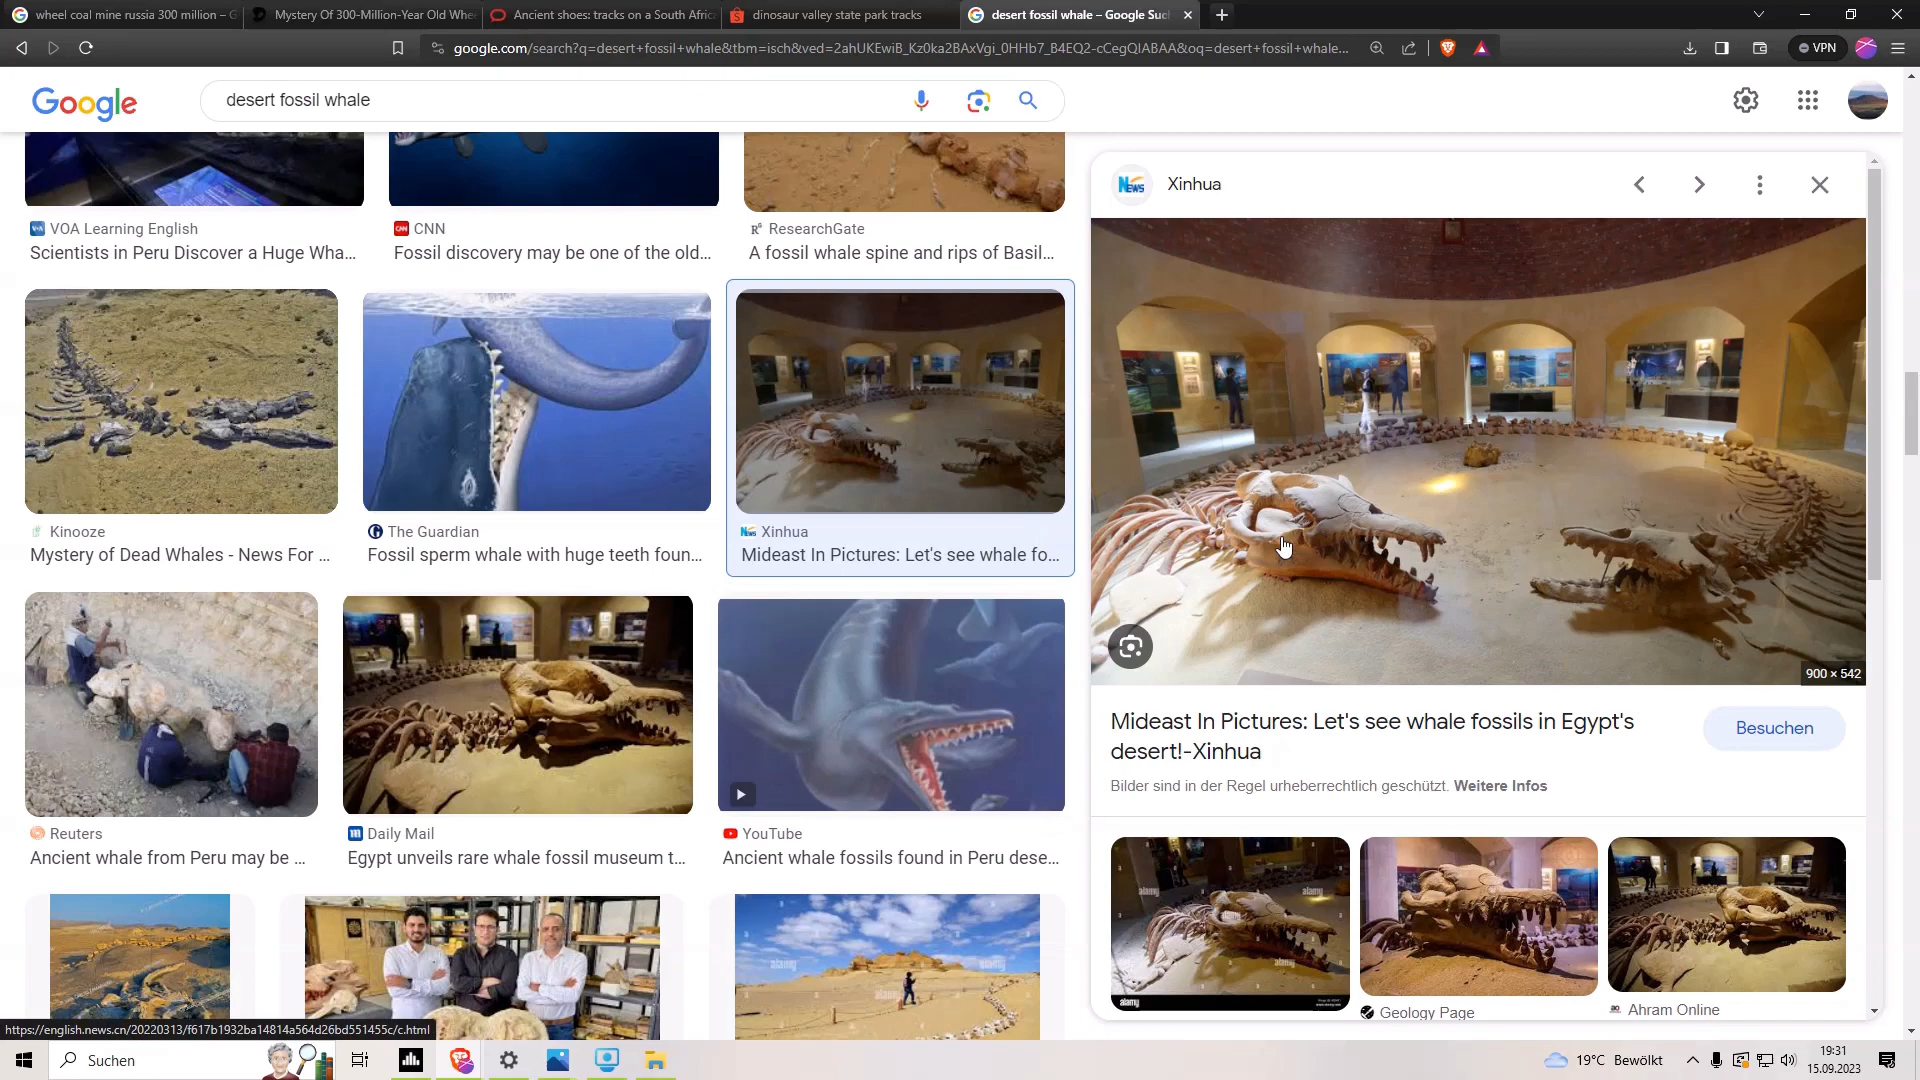 wheel coal mine russia 300 million – G
Mystery Of 300-Million-Year Old Whee
Ancient shoes: tracks on a South Afric
dinosaur valley state park tracks
desert fossil whale – Google Suc
google.com/search?q=desert+fossil+whale&tbm=isch&ved=2ahUKEwiB_Kz0ka2BAxVgi_0HHb7_B4EQ2-cCegQIABAA&oq=desert+fossil+whale...
VPN
Google
desert fossil whale
VOA Learning English
Scientists in Peru Discover a Huge Wha...
CNN
Fossil discovery may be one of the old...
ResearchGate
A fossil whale spine and rips of Basil...
Kinooze
Mystery of Dead Whales - News For ...
The Guardian
Fossil sperm whale with huge teeth foun...
Xinhua
Mideast In Pictures: Let's see whale fo...
Reuters
Ancient whale from Peru may be ...
Daily Mail
Egypt unveils rare whale fossil museum t...
YouTube
Ancient whale fossils found in Peru dese...
NEWS
Xinhua
900 × 542
Mideast In Pictures: Let's see whale fossils in Egypt's
desert!-Xinhua
Besuchen
Bilder sind in der Regel urheberrechtlich geschützt. Weitere Infos
alamy
Geology Page
Ahram Online
https://english.news.cn/20220313/f617b1932ba14814a564d26bd551455c/c.html
Suchen
19°C Bewölkt
19:31
15.09.2023